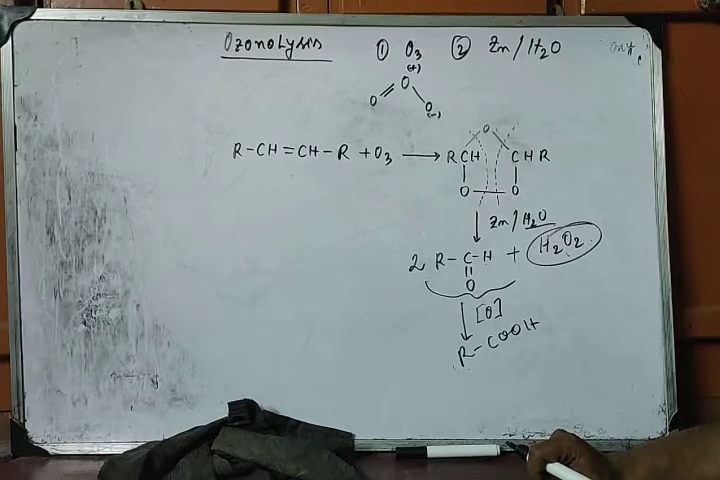 Ozonolysis ① O3 ② Zn/H2O
(+)
O
O O
(-)
R-CH=CH-R + O3 → RCH O CHR
O O
Zn/H2O
2 R-C-H + H2O2
O
[O]
R-COOH